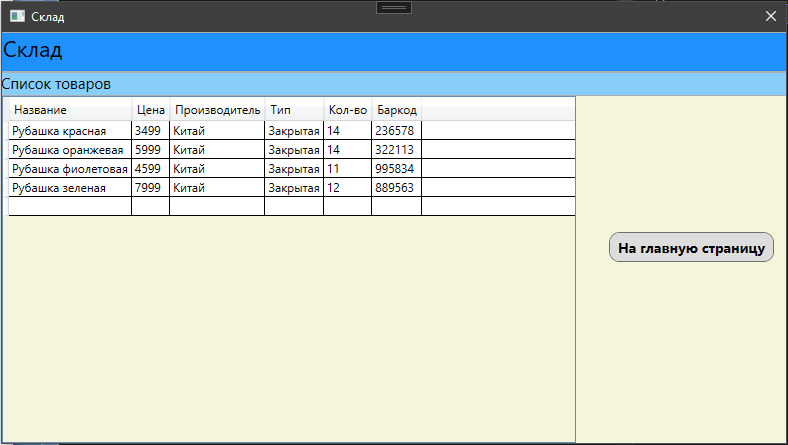 Склад
Склад
Список товаров
Название Цена Производитель Тип Кол-во Баркод
Рубашка красная 3499 Китай Закрытая 14 236578
Рубашка оранжевая 5999 Китай Закрытая 14 322113
Рубашка фиолетовая 4599 Китай Закрытая 11 995834
Рубашка зеленая 7999 Китай Закрытая 12 889563
На главную страницу